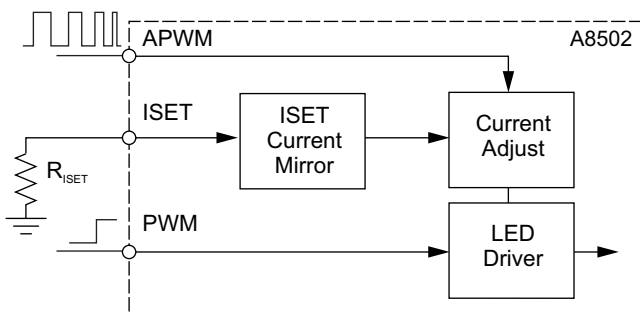 APWM
A8502
ISET
ISET
Current
Mirror
Current
Adjust
RISET
PWM
LED
Driver